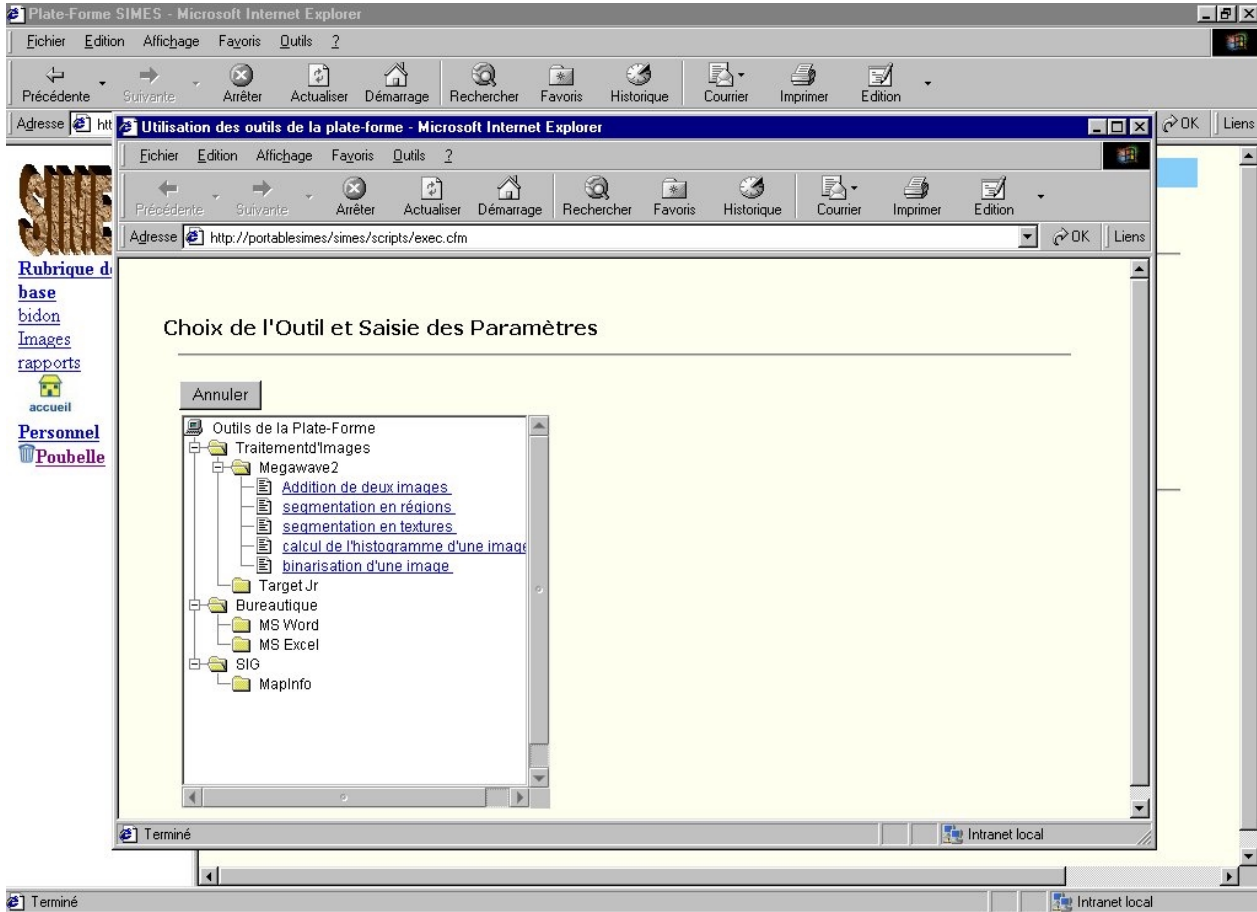 Plate-Forme SIMES - Microsoft Internet Explorer
Fichier Edition Affichage Favoris Outils ?
Précédente Suivante Arrêter Actualiser Démarrage Rechercher Favoris Historique Courrier Imprimer Edition
Adresse htt OK Liens
Utilisation des outils de la plate-forme - Microsoft Internet Explorer
Fichier Edition Affichage Favoris Outils ?
Précédente Suivante Arrêter Actualiser Démarrage Rechercher Favoris Historique Courrier Imprimer Edition
Adresse http://portablesimes/simes/scripts/exec.cfm OK Liens
SIMES
Rubrique de
base
bidon
Images
rapports
accueil
Personnel
Poubelle
Choix de l'Outil et Saisie des Paramètres
Annuler
Outils de la Plate-Forme
Traitementd'Images
Megawave2
Addition de deux images
segmentation en régions
segmentation en textures
calcul de l'histogramme d'une image
binarisation d'une image
Target Jr
Bureautique
MS Word
MS Excel
SIG
MapInfo
Terminé Intranet local
Terminé Intranet local